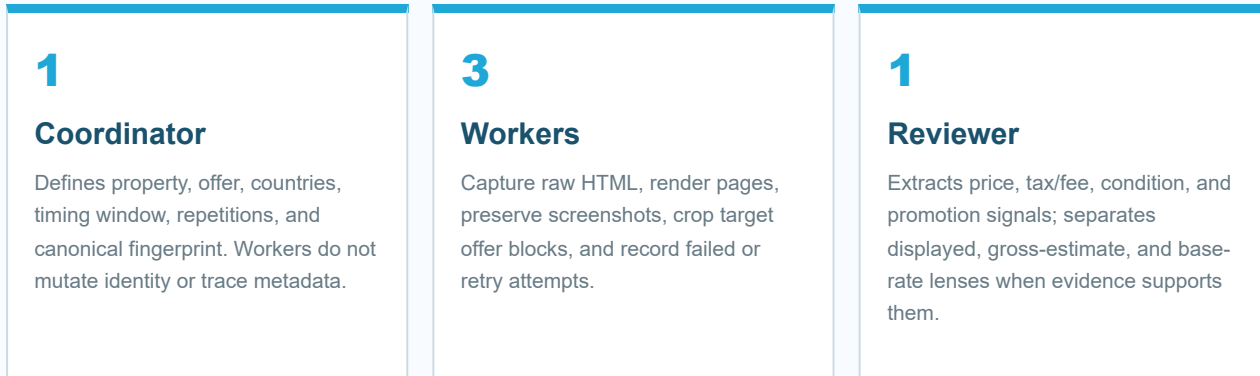 1
Coordinator
Defines property, offer, countries,
timing window, repetitions, and
canonical fingerprint. Workers do not
mutate identity or trace metadata.
3
Workers
Capture raw HTML, render pages,
preserve screenshots, crop target
offer blocks, and record failed or
retry attempts.
1
Reviewer
Extracts price, tax/fee, condition, and
promotion signals; separates
displayed, gross-estimate, and base-
rate lenses when evidence supports
them.